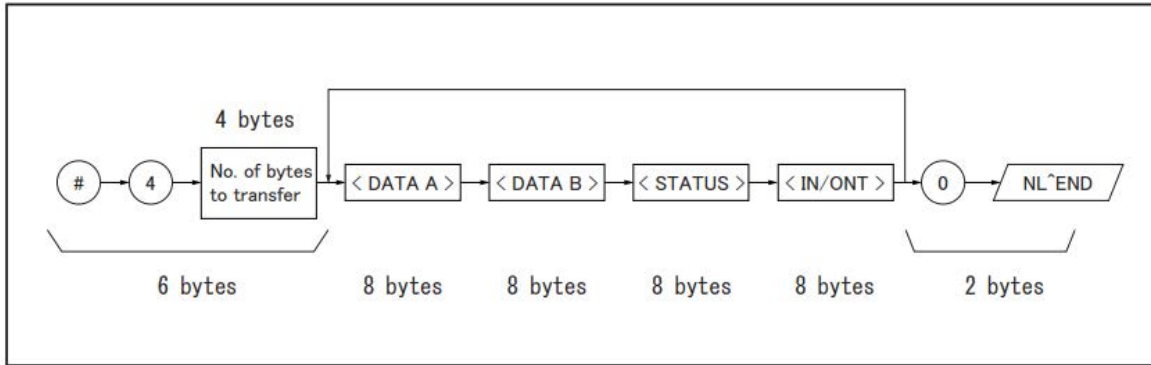 4 bytes
#
4
No. of bytes
to transfer
< DATA A >
< DATA B >
< STATUS >
< IN/ONT >
0
NL^END
6 bytes
8 bytes
8 bytes
8 bytes
8 bytes
2 bytes